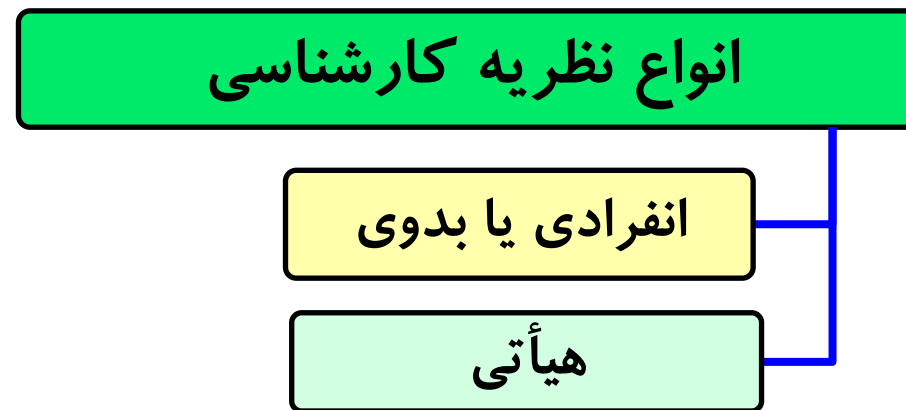 انواع نظریه کارشناسی
انفرادی یا بدوی
هیأتی